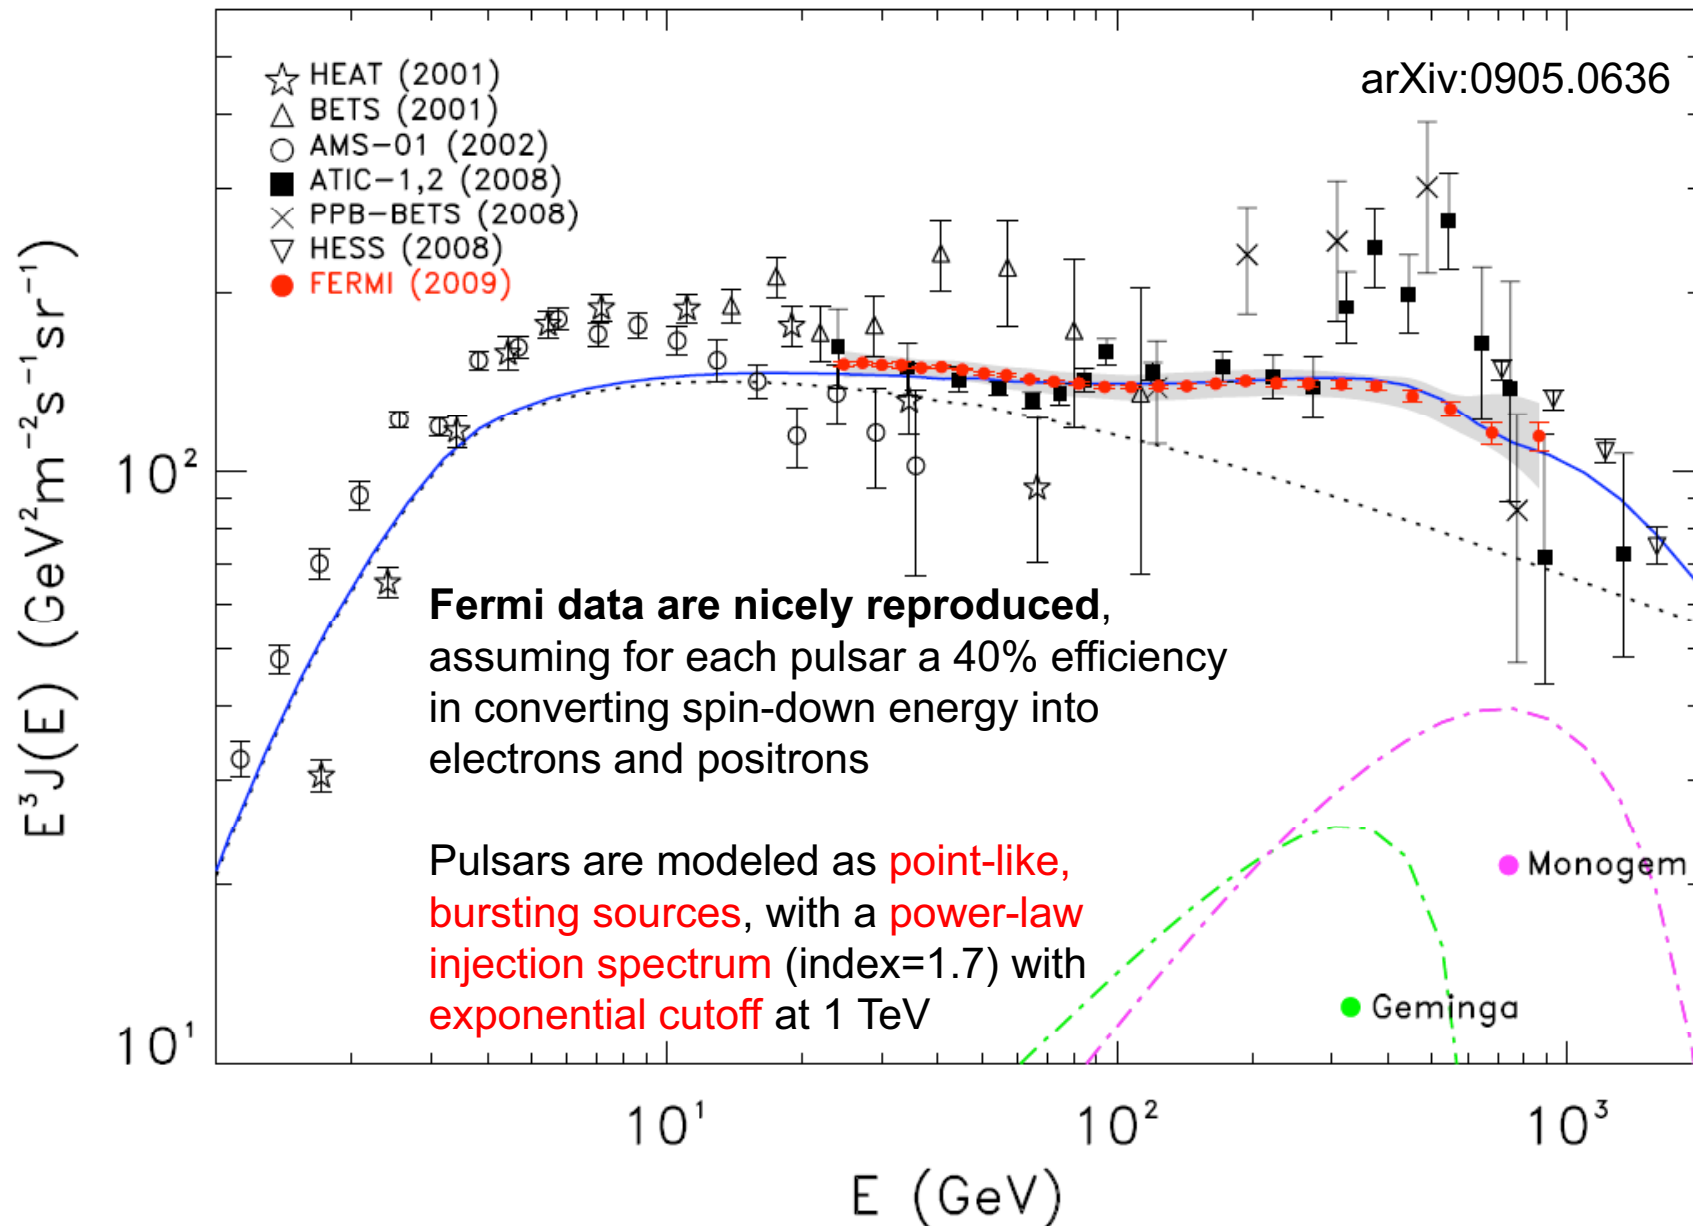 HEAT (2001)
BETS (2001)
AMS-01 (2002)
ATIC-1,2 (2008)
PPB-BETS (2008)
HESS (2008)
FERMI (2009)
arXiv:0905.0636
E³J(E) (GeV²m⁻²s⁻¹sr⁻¹)
10²
10¹
Fermi data are nicely reproduced,
assuming for each pulsar a 40% efficiency
in converting spin-down energy into
electrons and positrons
Pulsars are modeled as point-like,
bursting sources, with a power-law
injection spectrum (index=1.7) with
exponential cutoff at 1 TeV
Monogem
Geminga
10¹
10²
10³
E (GeV)